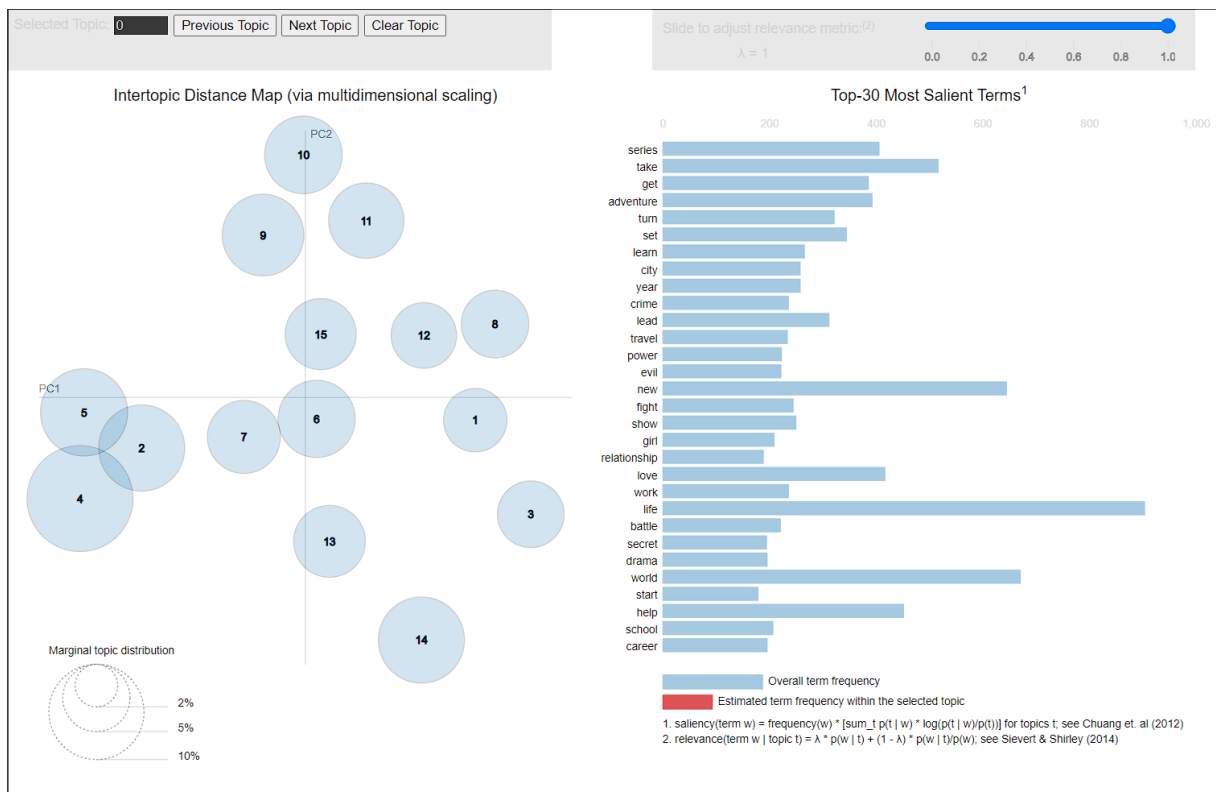 Selected Topic: 0 Previous Topic Next Topic Clear Topic
Slide to adjust relevance metric:(2)
λ = 1
0.0 0.2 0.4 0.6 0.8 1.0
Intertopic Distance Map (via multidimensional scaling)
PC2
10
11
9
15
12
8
PC1
5
2
7
6
1
4
3
13
14
Marginal topic distribution
2%
5%
10%
Top-30 Most Salient Terms1
0 200 400 600 800 1,000
series
take
get
adventure
turn
set
learn
city
year
crime
lead
travel
power
evil
new
fight
show
girl
relationship
love
work
life
battle
secret
drama
world
start
help
school
career
Overall term frequency
Estimated term frequency within the selected topic
1. saliency(term w) = frequency(w) * [sum_t p(t | w) * log(p(t | w)/p(t))] for topics t; see Chuang et. al (2012)
2. relevance(term w | topic t) = λ * p(w | t) + (1 - λ) * p(w | t)/p(w); see Sievert & Shirley (2014)